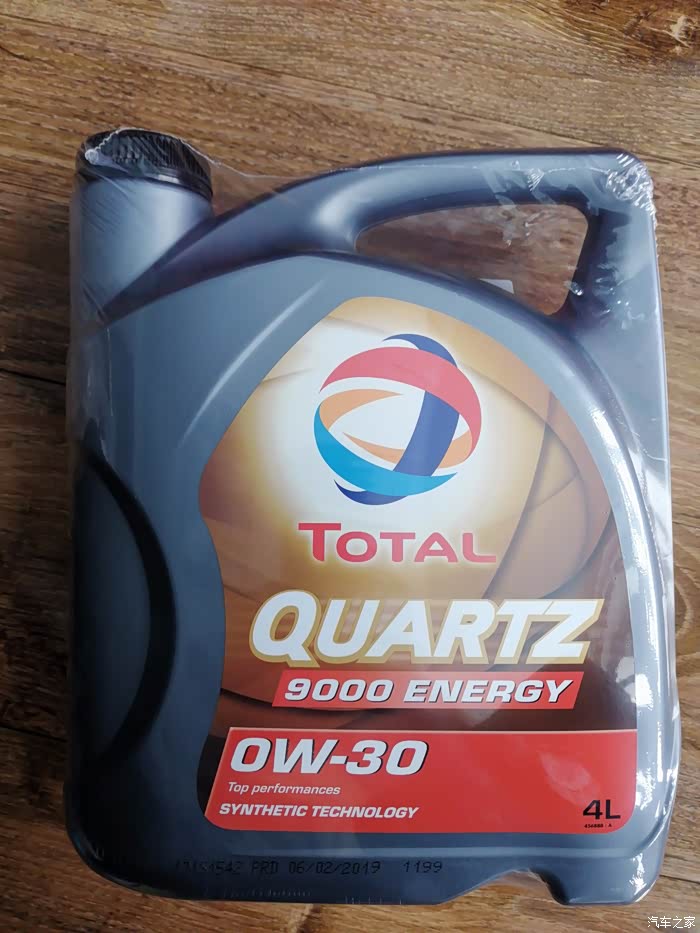 TOTAL
QUARTZ
9000 ENERGY
0W-30
Top performances
SYNTHETIC TECHNOLOGY
4L
PRD 06/02/2019 1199
汽车之家